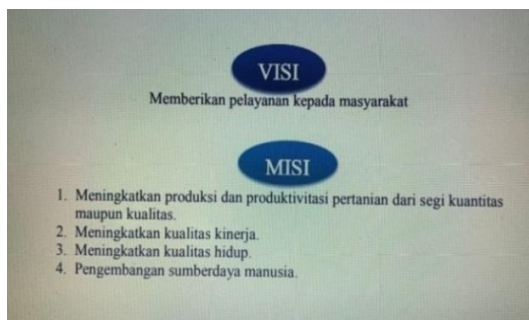 VISI
Memberikan pelayanan kepada masyarakat
MISI
1. Meningkatkan produksi dan produktivitasi pertanian dari segi kuantitas
maupun kualitas.
2. Meningkatkan kualitas kinerja.
3. Meningkatkan kualitas hidup.
4. Pengembangan sumberdaya manusia.